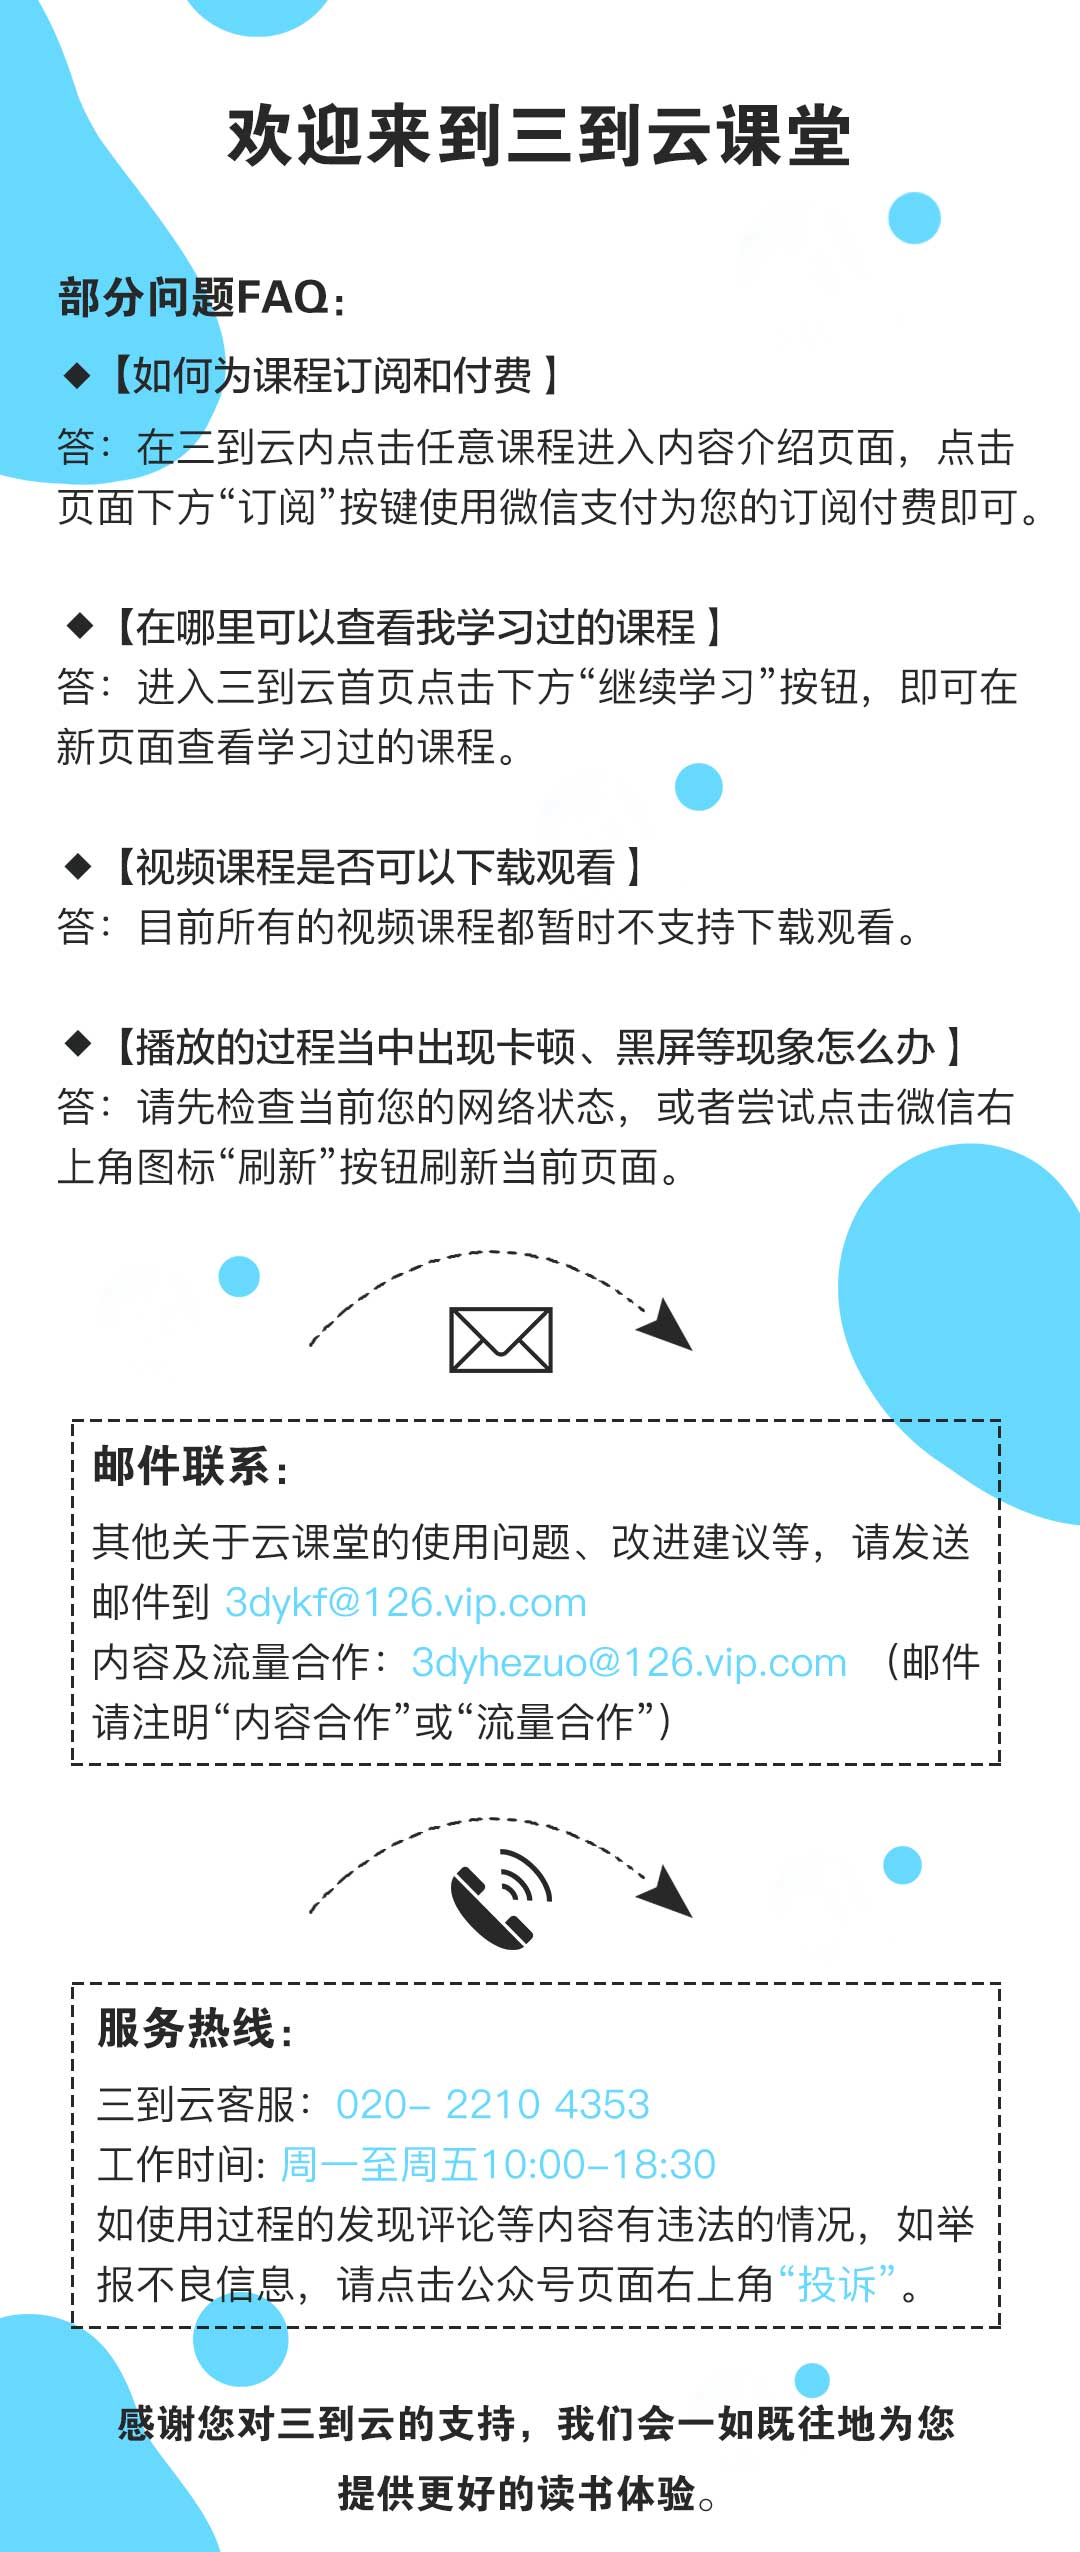 欢迎来到三到云课堂
部分问题FAQ：
◆【如何为课程订阅和付费】
答：在三到云内点击任意课程进入内容介绍页面，点击
页面下方“订阅”按键使用微信支付为您的订阅付费即可。
◆【在哪里可以查看我学习过的课程】
答：进入三到云首页点击下方“继续学习”按钮，即可在
新页面查看学习过的课程。
◆【视频课程是否可以下载观看】
答：目前所有的视频课程都暂时不支持下载观看。
◆【播放的过程当中出现卡顿、黑屏等现象怎么办】
答：请先检查当前您的网络状态，或者尝试点击微信右
上角图标“刷新”按钮刷新当前页面。
邮件联系：
其他关于云课堂的使用问题、改进建议等，请发送
邮件到 3dykf@126.vip.com
内容及流量合作：3dyhezuo@126.vip.com （邮件
请注明“内容合作”或“流量合作”）
服务热线：
三到云客服：020- 2210 4353
工作时间: 周一至周五10:00-18:30
如使用过程的发现评论等内容有违法的情况，如举
报不良信息，请点击公众号页面右上角“投诉”。
感谢您对三到云的支持，我们会一如既往地为您
提供更好的读书体验。